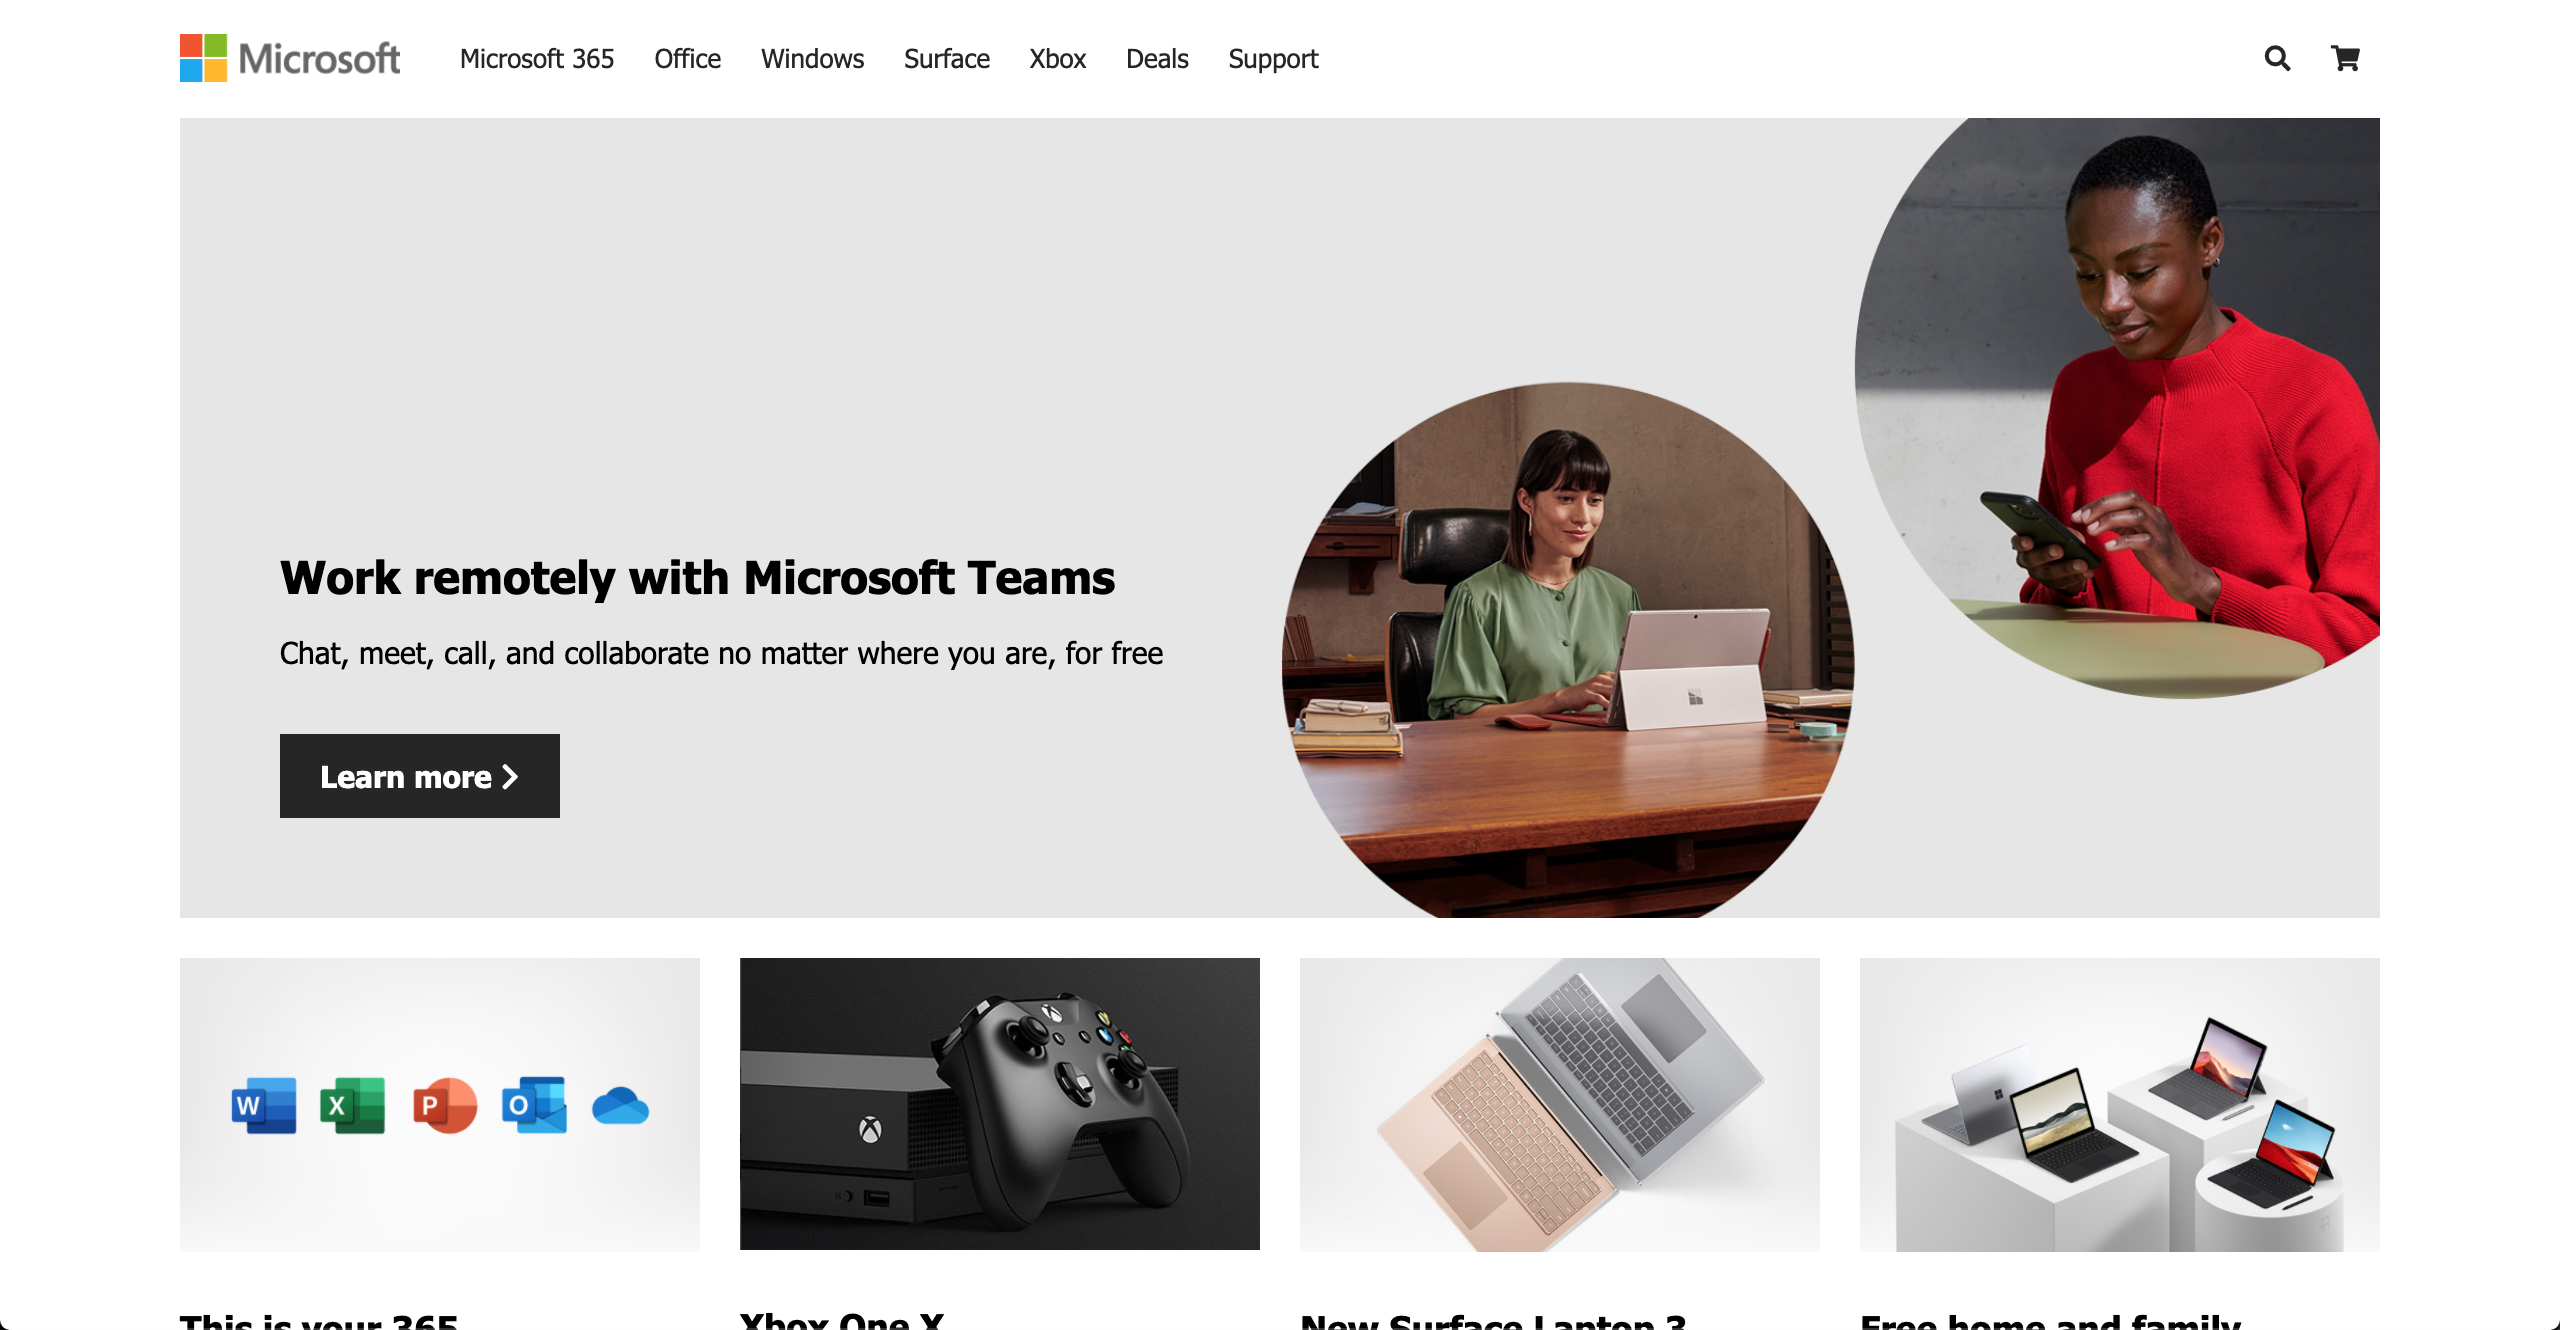 Microsoft
Microsoft 365 Office Windows Surface Xbox Deals Support
Work remotely with Microsoft Teams
Chat, meet, call, and collaborate no matter where you are, for free
Learn more
W X P O
This is your 365
Xbox One X
New Surface Laptop 3
Free home and family